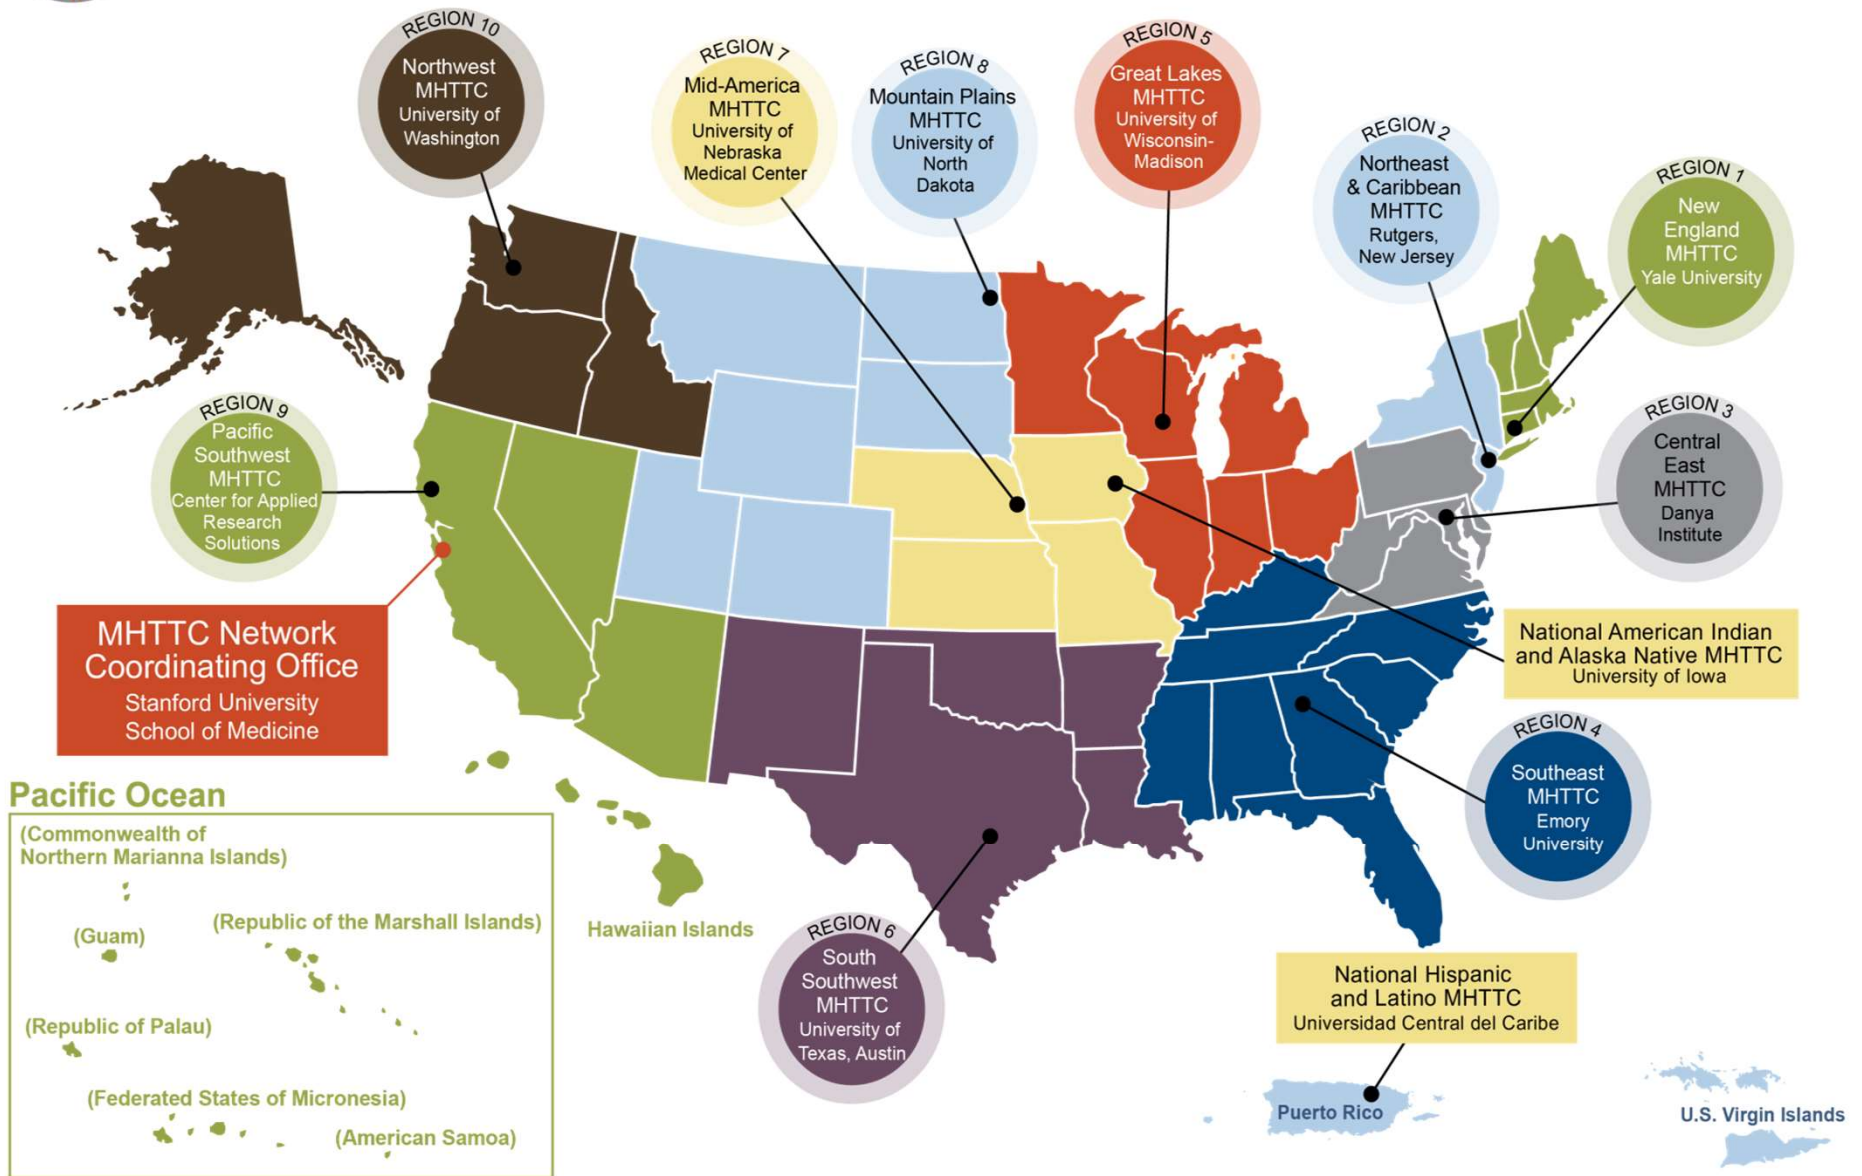 REGION 10
Northwest
MHTTC
University of
Washington
REGION 7
Mid-America
MHTTC
University of
Nebraska
Medical Center
REGION 8
Mountain Plains
MHTTC
University of
North
Dakota
REGION 5
Great Lakes
MHTTC
University of
Wisconsin-
Madison
REGION 2
Northeast
& Caribbean
MHTTC
Rutgers,
New Jersey
REGION 1
New
England
MHTTC
Yale University
REGION 9
Pacific
Southwest
MHTTC
Center for Applied
Research
Solutions
REGION 3
Central
East
MHTTC
Danya
Institute
MHTTC Network
Coordinating Office
Stanford University
School of Medicine
National American Indian
and Alaska Native MHTTC
University of Iowa
REGION 4
Southeast
MHTTC
Emory
University
Pacific Ocean
(Commonwealth of
Northern Marianna Islands)
(Guam)
(Republic of the Marshall Islands)
(Republic of Palau)
(Federated States of Micronesia)
(American Samoa)
Hawaiian Islands
REGION 6
South
Southwest
MHTTC
University of
Texas, Austin
National Hispanic
and Latino MHTTC
Universidad Central del Caribe
Puerto Rico
U.S. Virgin Islands